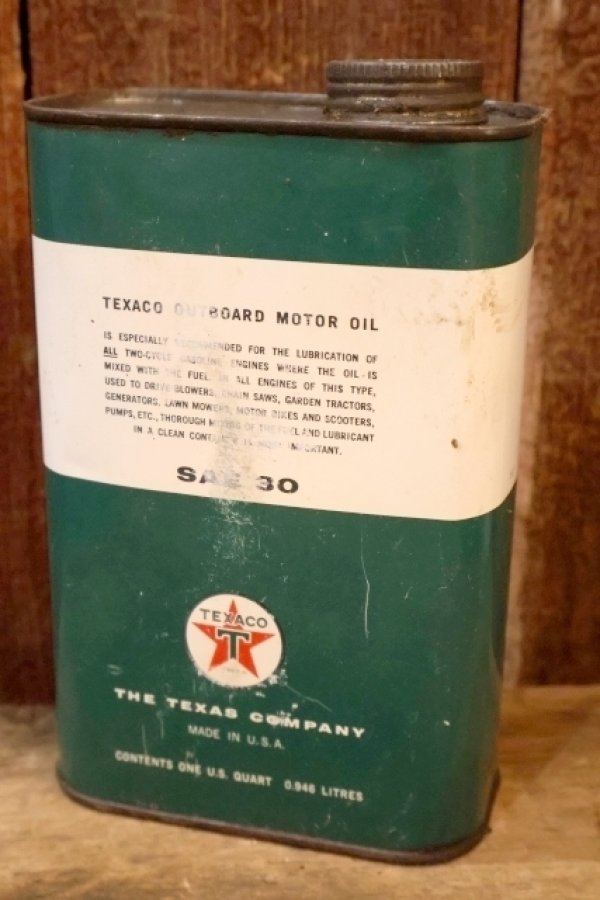 TEXACO OUTBOARD MOTOR OIL
IS ESPECIALLY RECOMMENDED FOR THE LUBRICATION OF
ALL TWO-CYCLE GASOLINE ENGINES WHERE THE OIL IS
MIXED WITH THE FUEL. IN ALL ENGINES OF THIS TYPE,
USED TO DRIVE BLOWERS, CHAIN SAWS, GARDEN TRACTORS,
GENERATORS, LAWN MOWERS, MOTOR BIKES AND SCOOTERS,
PUMPS, ETC., THOROUGH MIXING OF THE FUEL AND LUBRICANT
IN A CLEAN CONTAINER IS MOST IMPORTANT.
SAE 30
TEXACO
T
THE TEXAS COMPANY
MADE IN U.S.A.
CONTENTS ONE U.S. QUART 0.946 LITRES